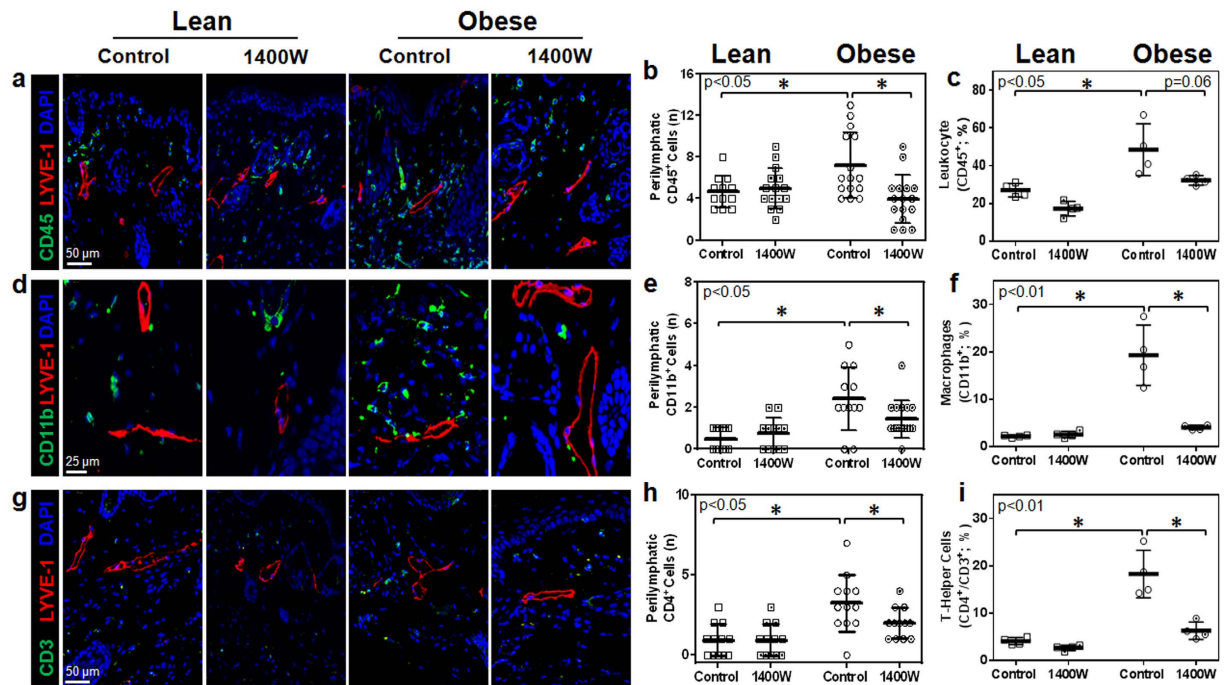 Lean Obese
Control 1400W Control 1400W
a
CD45 LYVE-1 DAPI
50 µm
b
Lean Obese
p<0.05 * *
Perilymphatic
CD45⁺ Cells (n)
16
12
8
4
0
Control 1400W Control 1400W
c
Lean Obese
p<0.05 * p=0.06
Leukocyte
(CD45⁺; %)
80
60
40
20
0
Control 1400W Control 1400W
d
CD11b LYVE-1 DAPI
25 µm
e
p<0.05 * *
Perilymphatic
CD11b⁺ Cells (n)
8
6
4
2
0
Control 1400W Control 1400W
f
p<0.01 * *
Macrophages
(CD11b⁺; %)
30
20
10
0
Control 1400W Control 1400W
g
CD3 LYVE-1 DAPI
50 µm
h
p<0.05 * *
Perilymphatic
CD4⁺ Cells (n)
10
5
0
Control 1400W Control 1400W
i
p<0.01 * *
T-Helper Cells
(CD4⁺/CD3⁺; %)
30
20
10
0
Control 1400W Control 1400W